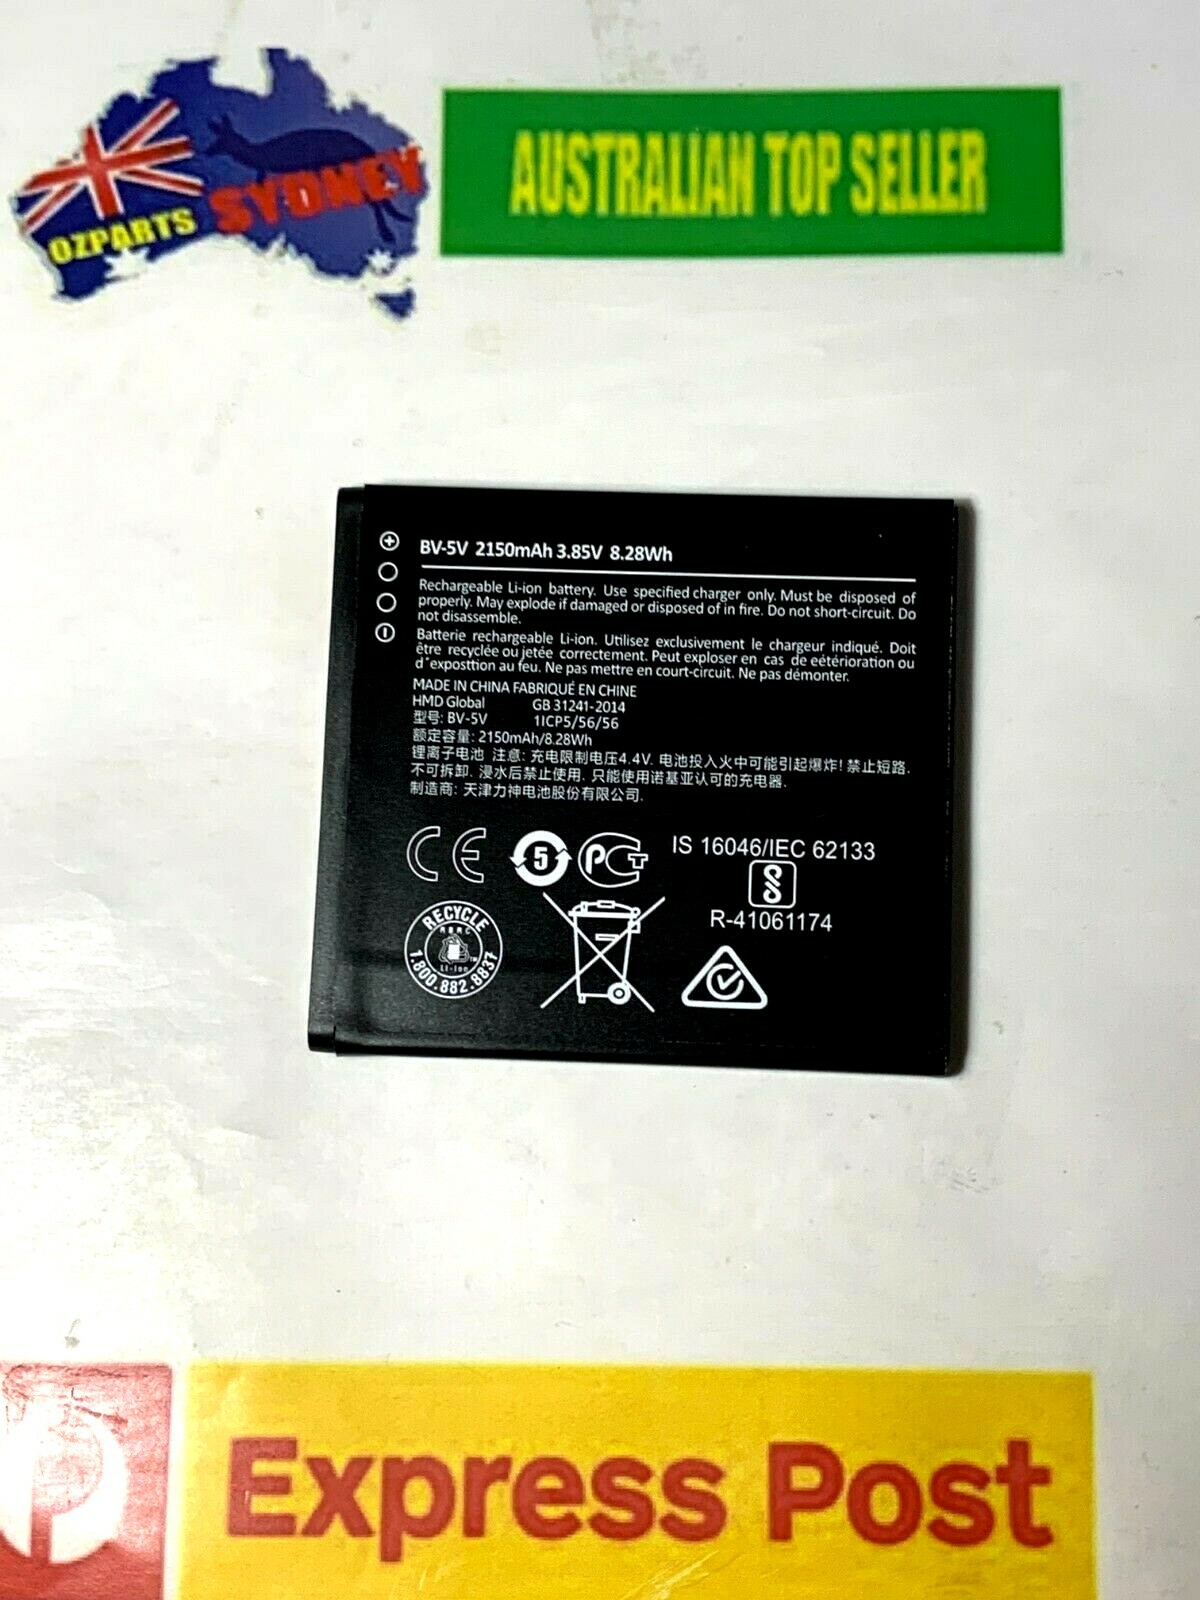 OZPARTS SYDNEY
AUSTRALIAN TOP SELLER
BV-5V 2150mAh 3.85V 8.28Wh
Rechargeable Li-ion battery. Use specified charger only. Must be disposed of
properly. May explode if damaged or disposed of in fire. Do not short-circuit. Do
not disassemble.
Batterie rechargeable Li-ion. Utilisez exclusivement le chargeur indiqué. Doit
être recyclée ou jetée correctement. Peut exploser en cas de eétérioration ou
d'exposttion au feu. Ne pas mettre en court-circuit. Ne pas démonter.
MADE IN CHINA FABRIQUÉ EN CHINE
HMD Global GB 31241-2014
型号: BV-5V 1ICP5/56/56
额定容量: 2150mAh/8.28Wh
锂离子电池 注意: 充电限制电压4.4V. 电池投入火中可能引起爆炸! 禁止短路.
不可拆卸. 浸水后禁止使用. 只能使用诺基亚认可的充电器.
制造商: 天津力神电池股份有限公司.
CE 5 PCT IS 16046/IEC 62133
R-41061174
RECYCLE
RBRC
Li-ion
1.800.882.8837
Express Post